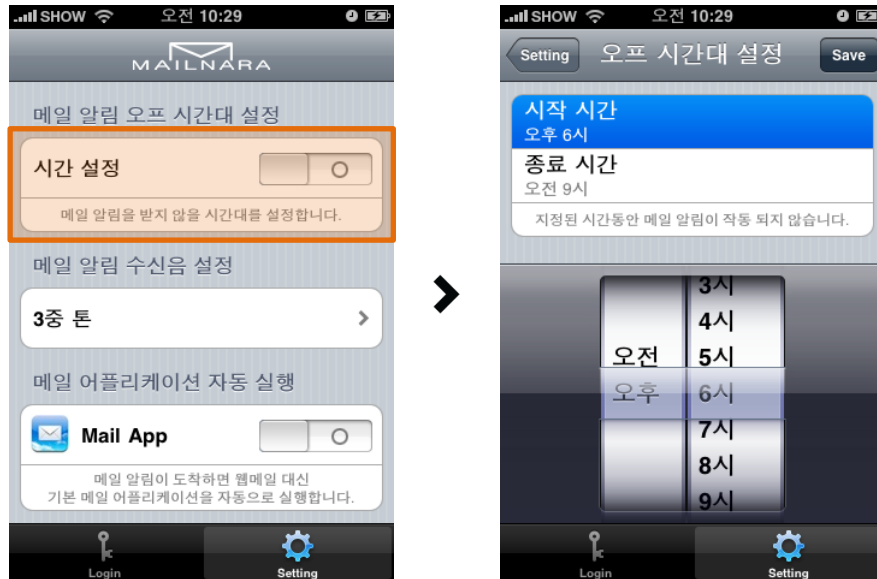 SHOW 오전 10:29
MAILNARA
메일 알림 오프 시간대 설정
시간 설정
메일 알림을 받지 않을 시간대를 설정합니다.
메일 알림 수신음 설정
3중 톤
메일 어플리케이션 자동 실행
Mail App
메일 알림이 도착하면 웹메일 대신
기본 메일 어플리케이션을 자동으로 실행합니다.
Login Setting
SHOW 오전 10:29
Setting 오프 시간대 설정 Save
시작 시간
오후 6시
종료 시간
오전 9시
지정된 시간동안 메일 알림이 작동 되지 않습니다.
3시
4시
오전 5시
오후 6시
7시
8시
9시
Login Setting